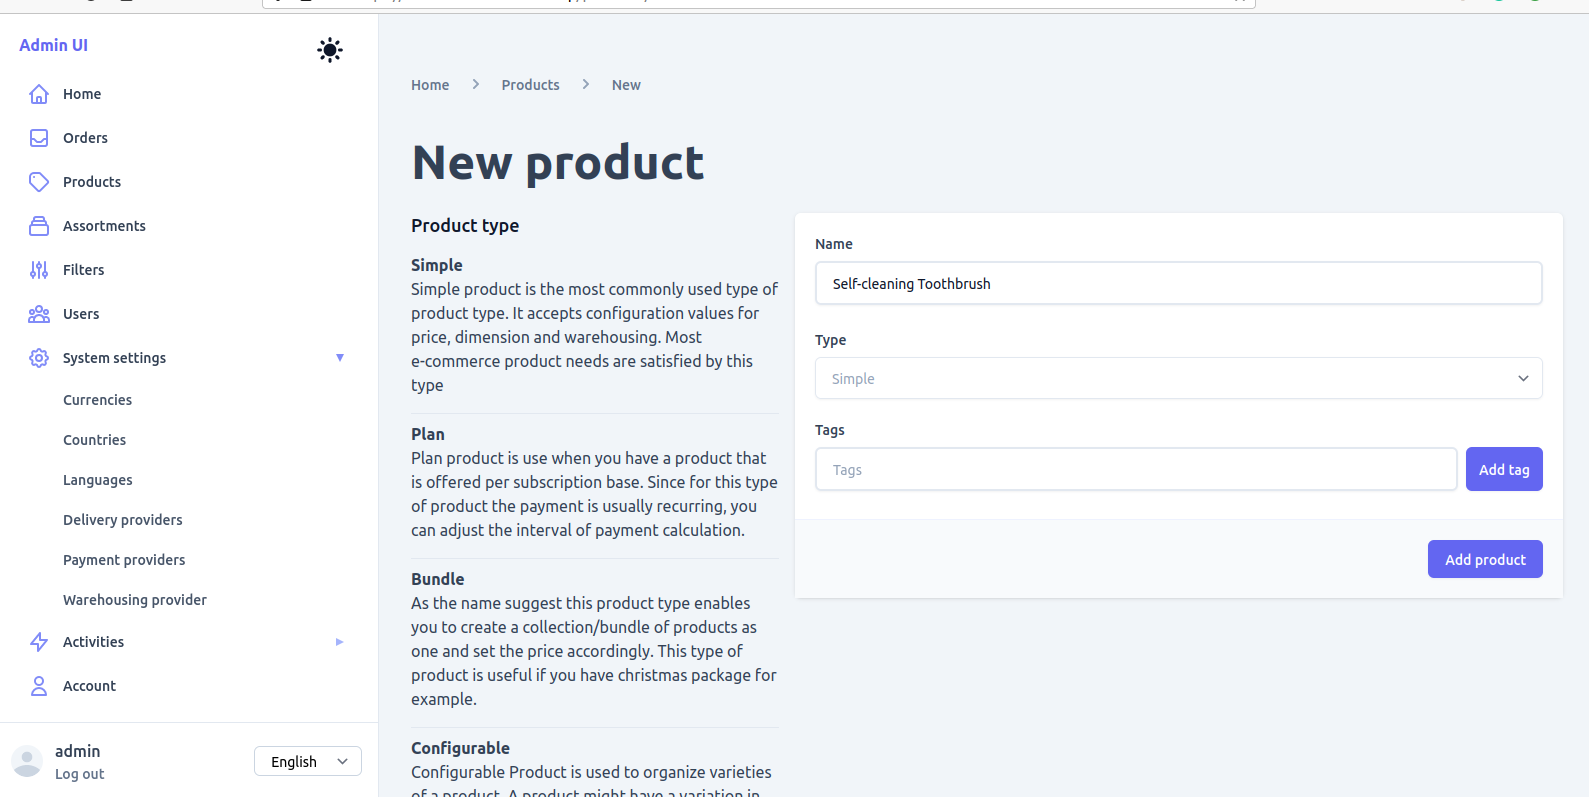 Admin UI
Home
Orders
Products
Assortments
Filters
Users
System settings
Currencies
Countries
Languages
Delivery providers
Payment providers
Warehousing provider
Activities
Account
admin
Log out
English
Home
Products
New
New product
Product type
Simple
Simple product is the most commonly used type of
product type. It accepts configuration values for
price, dimension and warehousing. Most
e-commerce product needs are satisfied by this
type
Plan
Plan product is use when you have a product that
is offered per subscription base. Since for this type
of product the payment is usually recurring, you
can adjust the interval of payment calculation.
Bundle
As the name suggest this product type enables
you to create a collection/bundle of products as
one and set the price accordingly. This type of
product is useful if you have christmas package for
example.
Configurable
Configurable Product is used to organize varieties
of a product. A product might have a variation in
Name
Self-cleaning Toothbrush
Type
Simple
Tags
Tags
Add tag
Add product